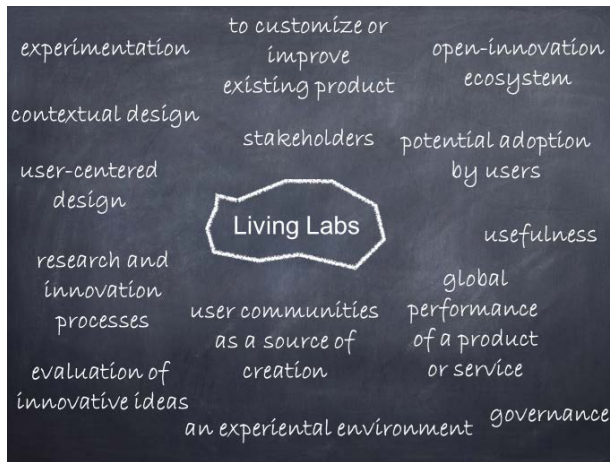 experimentation
to customize or
improve
existing product
open-innovation
ecosystem
contextual design
stakeholders
potential adoption
by users
user-centered
design
Living Labs
usefulness
research and
innovation
processes
user communities
as a source of
creation
global
performance
of a product
or service
evaluation of
innovative ideas
an experiental environment
governance